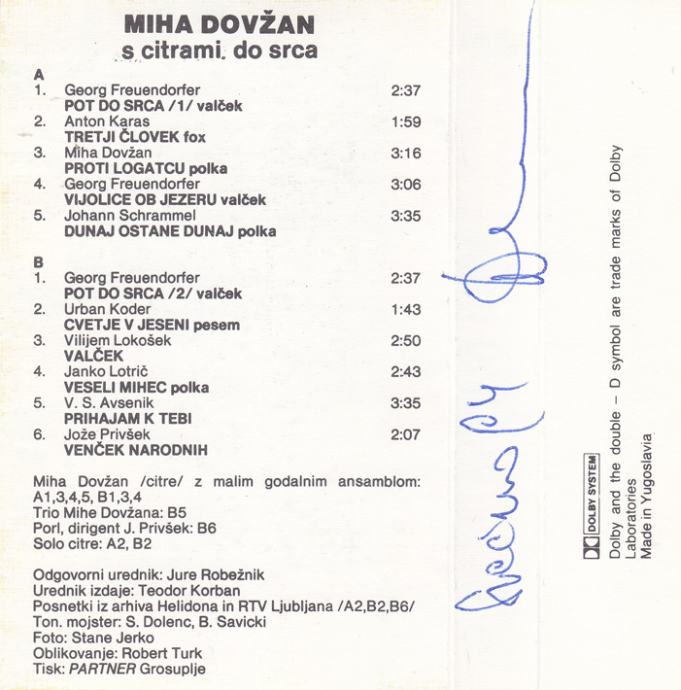 MIHA DOVŽAN
s citrami. do srca
A
1. Georg Freuendorfer 2:37
POT DO SRCA /1/ valček
2. Anton Karas 1:59
TRETJI ČLOVEK fox
3. Miha Dovžan 3:16
PROTI LOGATCU polka
4. Georg Freuendorfer 3:06
VIJOLICE OB JEZERU valček
5. Johann Schrammel 3:35
DUNAJ OSTANE DUNAJ polka
B
1. Georg Freuendorfer 2:37
POT DO SRCA /2/ valček
2. Urban Koder 1:43
CVETJE V JESENI pesem
3. Vilijem Lokošek 2:50
VALČEK
4. Janko Lotrič 2:43
VESELI MIHEC polka
5. V. S. Avsenik 3:35
PRIHAJAM K TEBI
6. Jože Privšek 2:07
VENČEK NARODNIH
Miha Dovžan /citre/ z malim godalnim ansamblom:
A1,3,4,5, B1,3,4
Trio Mihe Dovžana: B5
Porl, dirigent J. Privšek: B6
Solo citre: A2, B2
Odgovorni urednik: Jure Robežnik
Urednik izdaje: Teodor Korban
Posnetki iz arhiva Helidona in RTV Ljubljana /A2,B2,B6/
Ton. mojster: S. Dolenc, B. Savicki
Foto: Stane Jerko
Oblikovanje: Robert Turk
Tisk: PARTNER Grosuplje
DOLBY SYSTEM
Dolby and the double – D symbol are trade marks of Dolby
Laboratories
Made in Yugoslavia